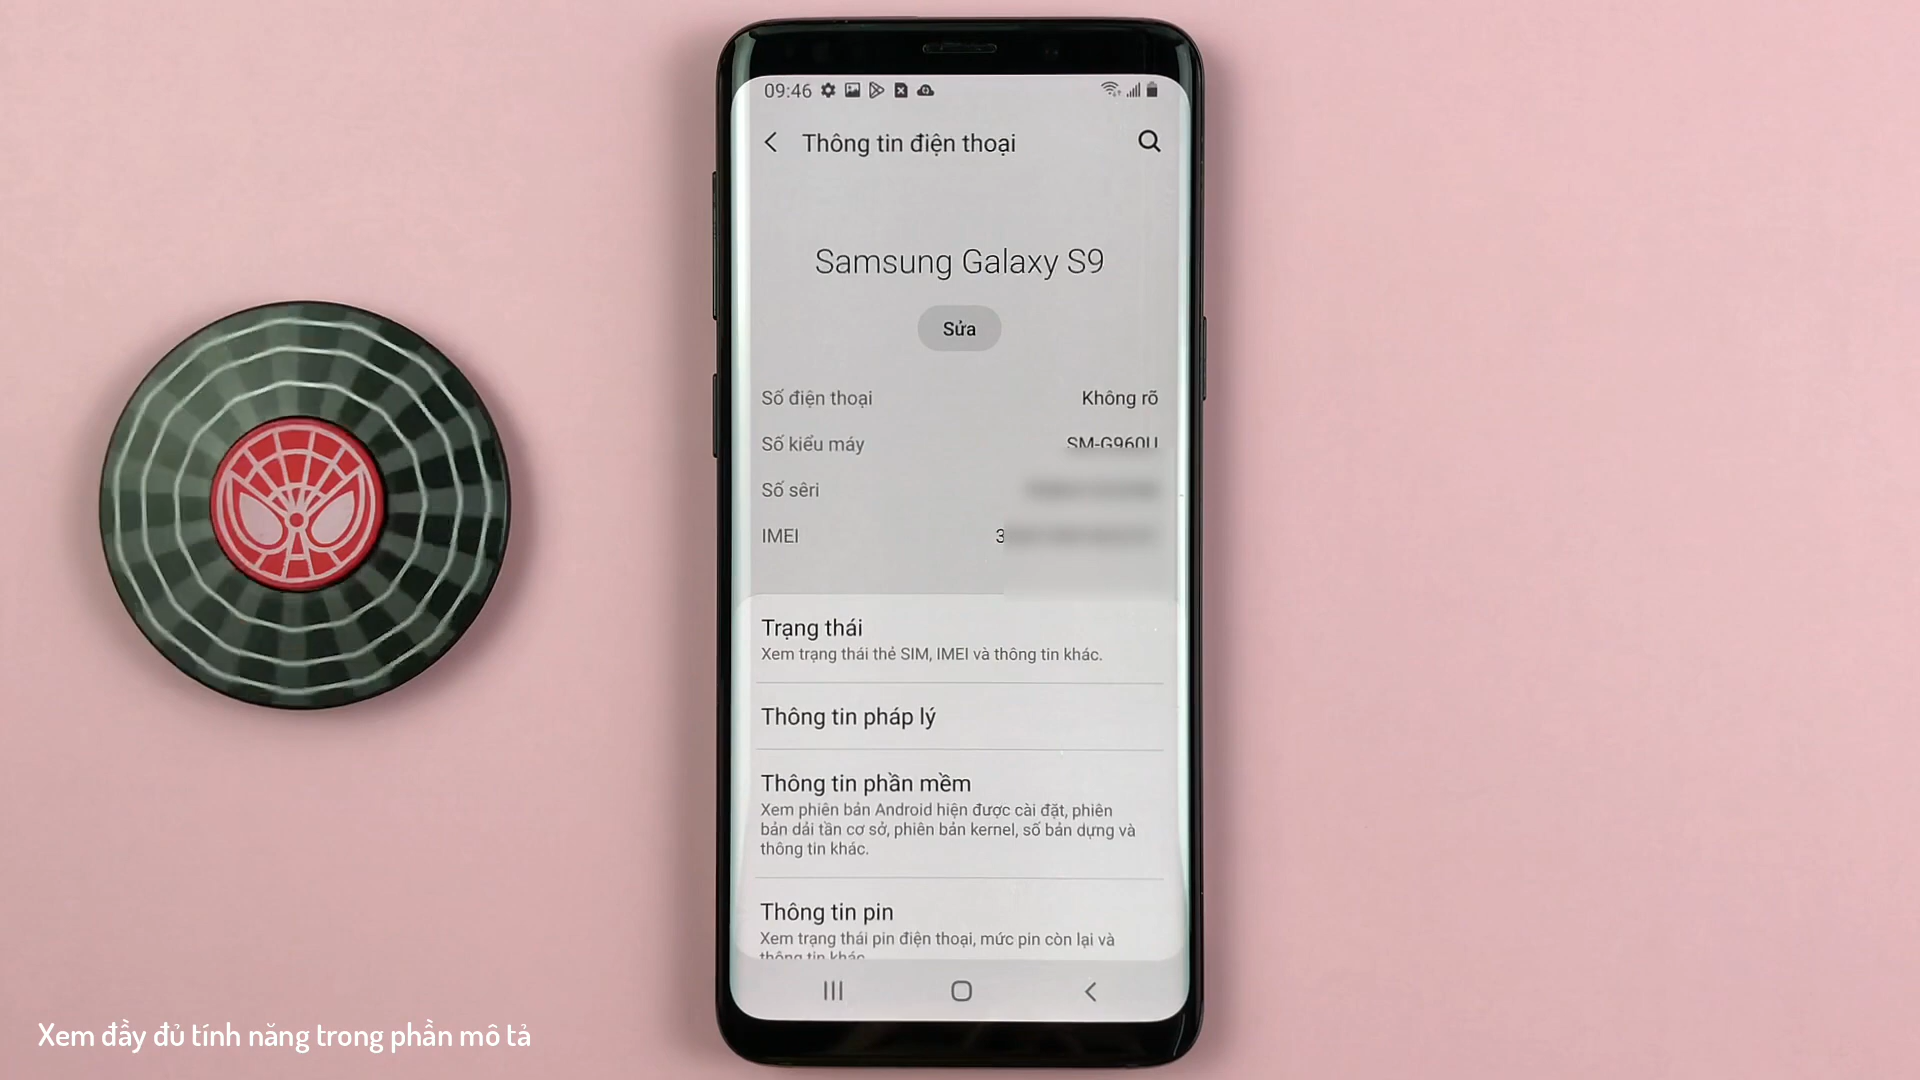 09:46
Thông tin điện thoại
Samsung Galaxy S9
Sửa
Số điện thoại Không rõ
Số kiểu máy SM-G960U
Số sêri
IMEI 3
Trạng thái
Xem trạng thái thẻ SIM, IMEI và thông tin khác.
Thông tin pháp lý
Thông tin phần mềm
Xem phiên bản Android hiện được cài đặt, phiên
bản dải tần cơ sở, phiên bản kernel, số bản dựng và
thông tin khác.
Thông tin pin
Xem trạng thái pin điện thoại, mức pin còn lại và
thông tin khác.
Xem đầy đủ tính năng trong phần mô tả